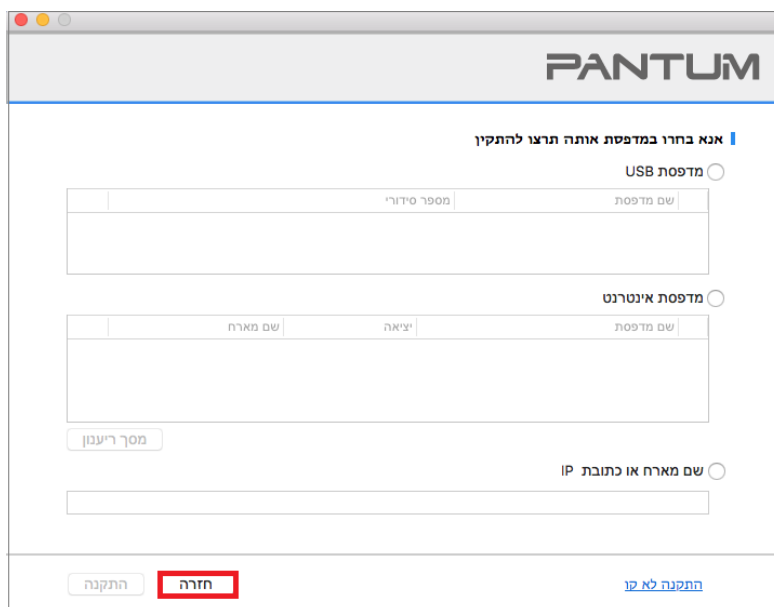 PANTUM
אנא בחרו במדפסת אותה תרצו להתקין
מדפסת USB
שם מדפסת מספר סידורי
מדפסת אינטרנט
שם מדפסת יציאה שם מארח
מסך ריענון
שם מארח או כתובת IP
התקנה לא קו חזרה התקנה